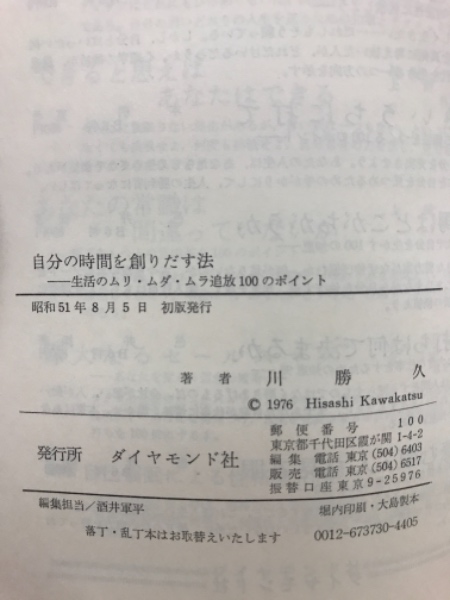 自分の時間を創りだす法
——生活のムリ・ムダ・ムラ追放100のポイント
昭和51年8月5日 初版発行
著者 川勝 久
© 1976 Hisashi Kawakatsu
発行所 ダイヤモンド社
郵便番号 100
東京都千代田区霞が関1-4-2
編集 電話 東京(504)6403
販売 電話 東京(504)6517
振替口座東京9-25976
編集担当/酒井軍平
堀内印刷・大島製本
落丁・乱丁本はお取替えいたします
0012-673730-4405